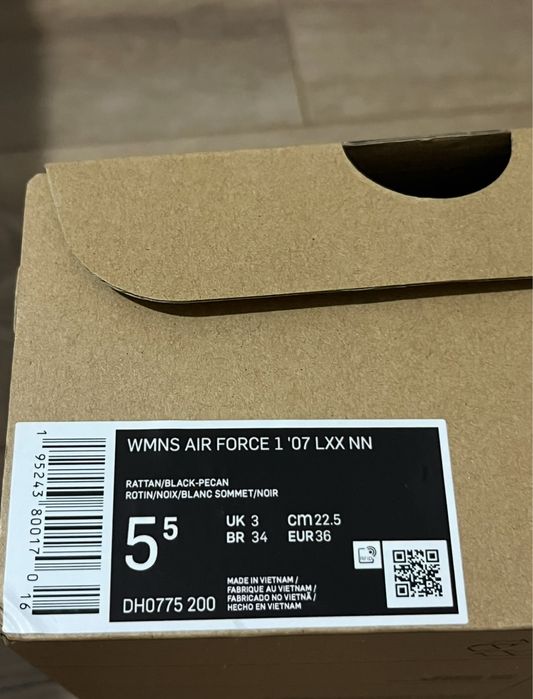 WMNS AIR FORCE 1 '07 LXX NN
RATTAN/BLACK-PECAN
ROTIN/NOIX/BLANC SOMMET/NOIR
5 5
UK 3 cm 22.5
BR 34 EUR 36
RFID
MADE IN VIETNAM /
FABRIQUE AU VIETNAM /
FABRICADO NO VIETNÃ /
HECHO EN VIETNAM
DH0775 200
1 95243 80017 0 16